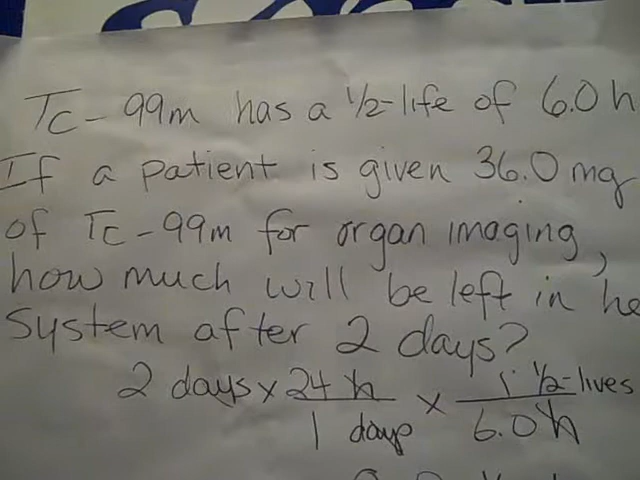 Tc-99m has a ½-life of 6.0 h
If a patient is given 36.0 mg
of Tc-99m for organ imaging,
how much will be left in he
system after 2 days?
2 days x 24 h / 1 days x 1 ½-lives / 6.0 h